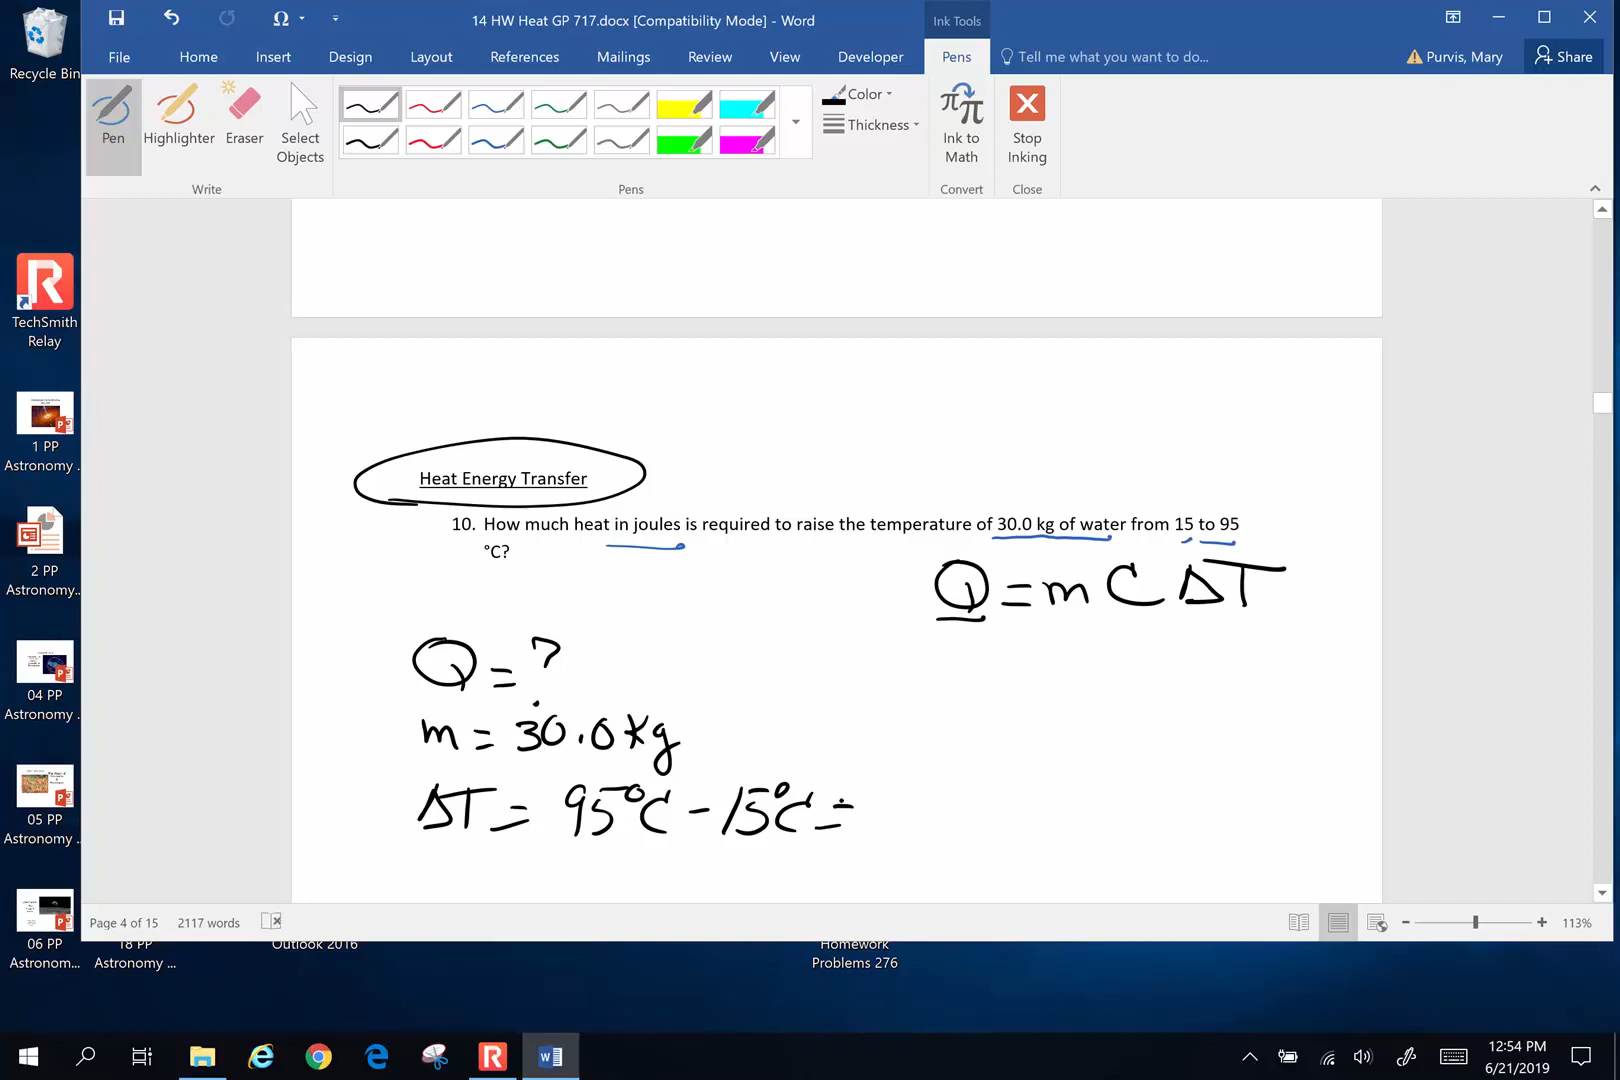 Recycle Bin
14 HW Heat GP 717.docx [Compatibility Mode] - Word
Ink Tools
File Home Insert Design Layout References Mailings Review View Developer Pens Tell me what you want to do... Purvis, Mary Share
Pen Highlighter Eraser Select Objects
Color
Thickness
Ink to Math
Stop Inking
Write Pens Convert Close
TechSmith Relay
1 PP Astronomy ...
2 PP Astronomy...
04 PP Astronomy ...
05 PP Astronomy ...
06 PP Astronom...
Heat Energy Transfer
10. How much heat in joules is required to raise the temperature of 30.0 kg of water from 15 to 95
°C?
Q = m C ΔT
Q = ?
m = 30.0 kg
ΔT = 95°C - 15°C =
Page 4 of 15 2117 words 113%
18 PP Astronomy ...
Outlook 2016
Homework Problems 276
12:54 PM
6/21/2019